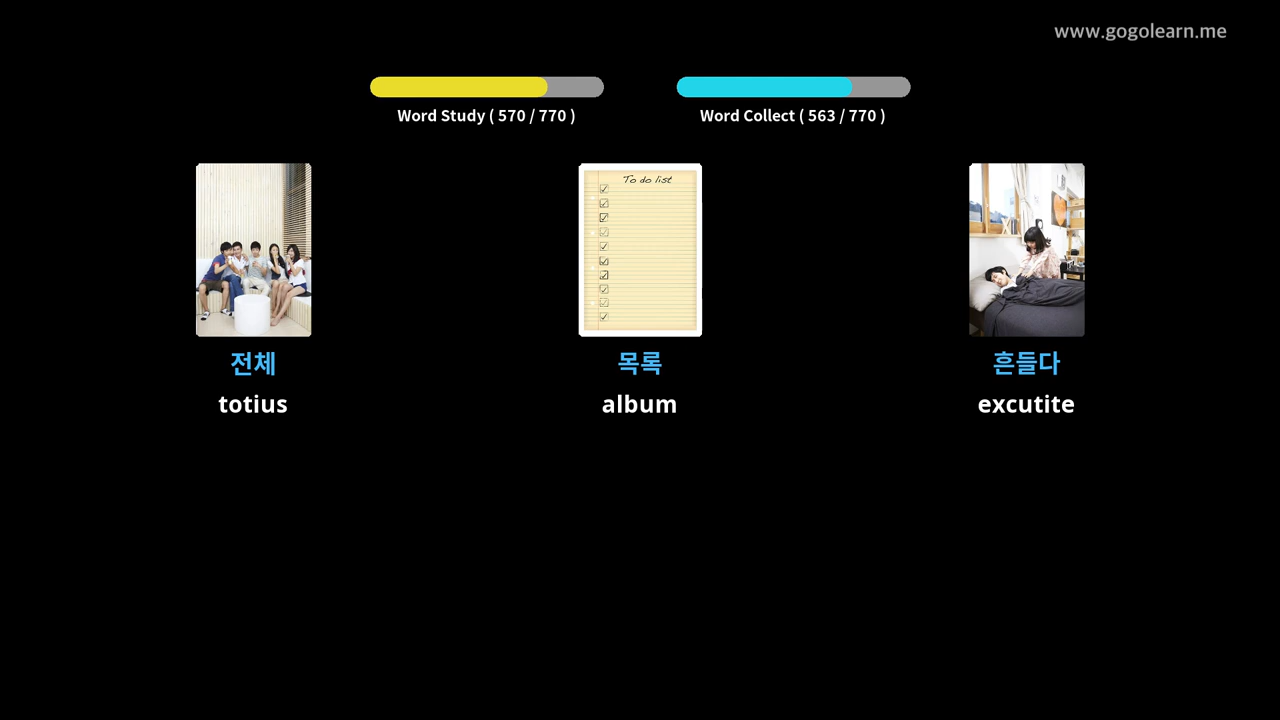 www.gogolearn.me
Word Study ( 570 / 770 )
Word Collect ( 563 / 770 )
To do list
전체
목록
흔들다
totius
album
excutite